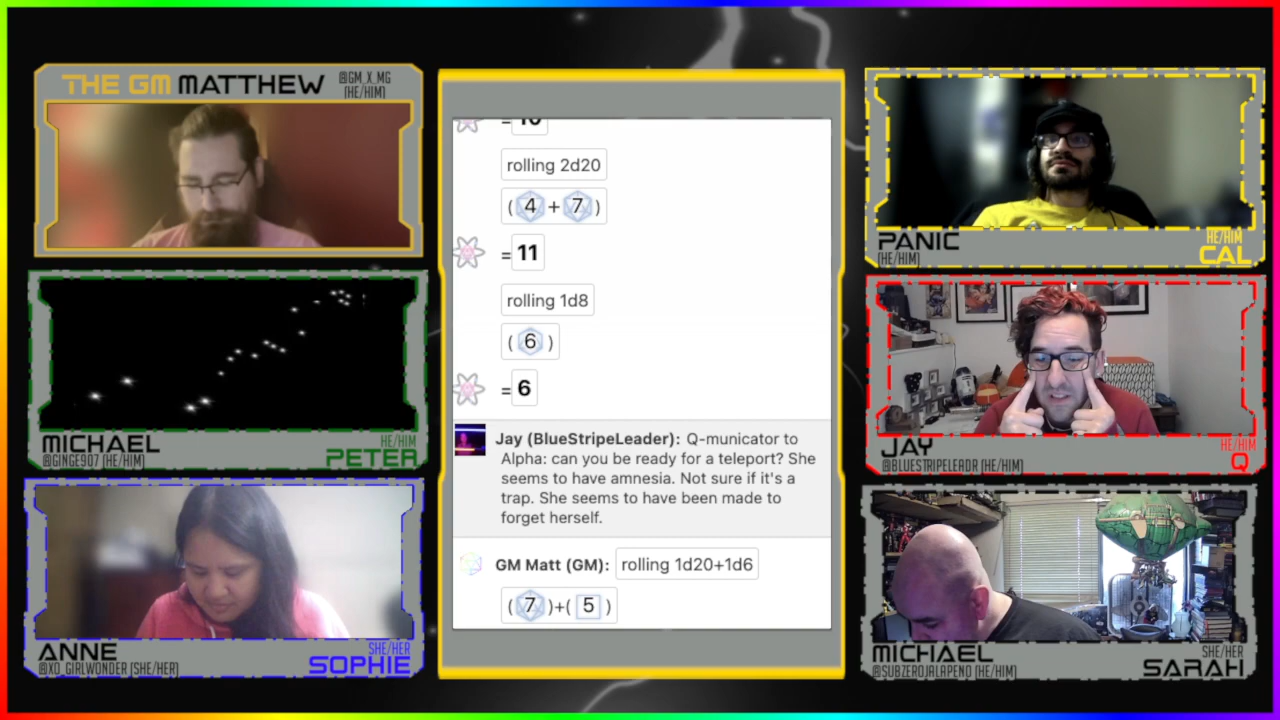 THE GM MATTHEW
@GM_X_MG
(HE/HIM)
MICHAEL
@GINGE907 (HE/HIM)
HE/HIM
PETER
ANNE
@XO_GIRLWONDER (SHE/HER)
SHE/HER
SOPHIE
= 10
rolling 2d20
(4+7)
= 11
rolling 1d8
(6)
= 6
Jay (BlueStripeLeader): Q-municator to
Alpha: can you be ready for a teleport? She
seems to have amnesia. Not sure if it's a
trap. She seems to have been made to
forget herself.
GM Matt (GM): rolling 1d20+1d6
(7)+(5)
PANIC
(HE/HIM)
HE/HIM
CAL
JAY
@BLUESTRIPELEADR (HE/HIM)
HE/HIM
Q
MICHAEL
@SUBZEROJALAPENO (HE/HIM)
SHE/HER
SARAH